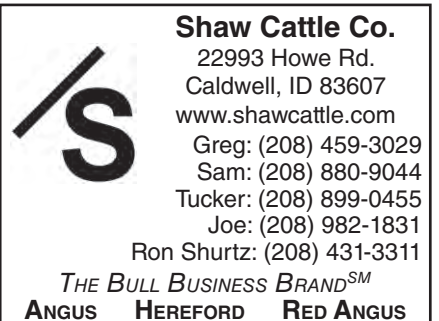 Shaw Cattle Co.
22993 Howe Rd.
Caldwell, ID 83607
www.shawcattle.com
Greg: (208) 459-3029
Sam: (208) 880-9044
Tucker: (208) 899-0455
Joe: (208) 982-1831
Ron Shurtz: (208) 431-3311
/S
THE BULL BUSINESS BRAND℠
ANGUS HEREFORD RED ANGUS